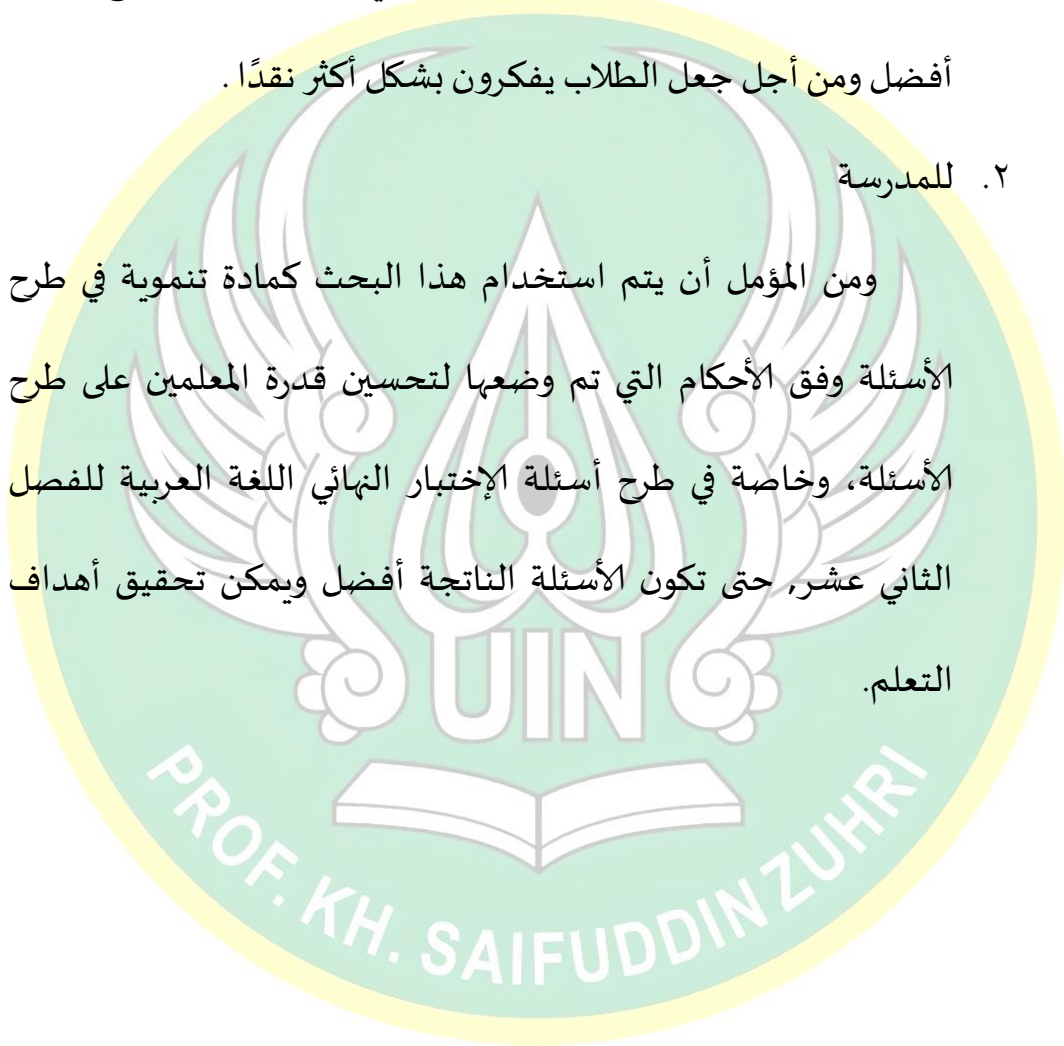 أفضل ومن أجل جعل الطلاب يفكرون بشكل أكثر نقدًا .
٢. للمدرسة
ومن المؤمل أن يتم استخدام هذا البحث كمادة تنموية في طرح
الأسئلة وفق الأحكام التي تم وضعها لتحسين قدرة المعلمين على طرح
الأسئلة، وخاصة في طرح أسئلة الإختبار النهائي اللغة العربية للفصل
الثاني عشر, حتى تكون الأسئلة الناتجة أفضل ويمكن تحقيق أهداف
التعلم.
UIN
PROF. KH. SAIFUDDIN ZUHRI